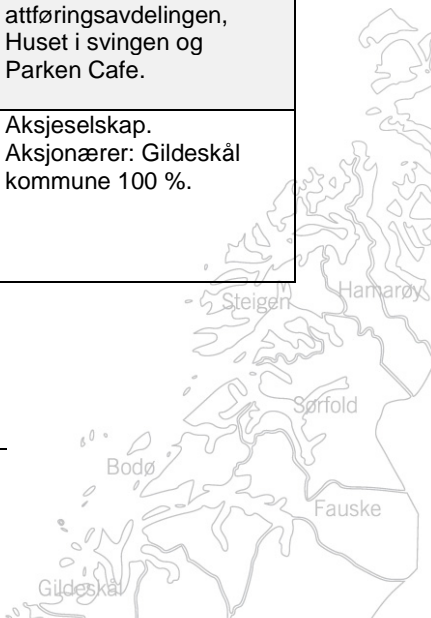 attføringsavdelingen,
Huset i svingen og
Parken Cafe.
Aksjeselskap.
Aksjonærer: Gildeskål
kommune 100 %.
Steigen
Hamarøy
Sørfold
Bodø
Fauske
Gildeskål